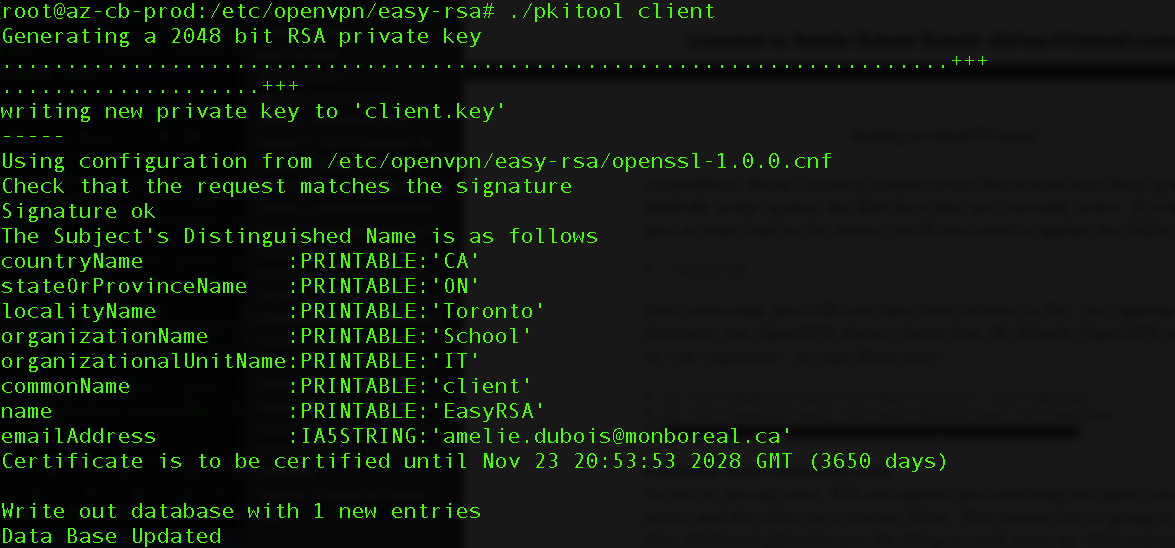 root@az-cb-prod:/etc/openvpn/easy-rsa# ./pkitool client
Generating a 2048 bit RSA private key
..........................................................................+++
....................+++
writing new private key to 'client.key'
-----
Using configuration from /etc/openvpn/easy-rsa/openssl-1.0.0.cnf
Check that the request matches the signature
Signature ok
The Subject's Distinguished Name is as follows
countryName           :PRINTABLE:'CA'
stateOrProvinceName   :PRINTABLE:'ON'
localityName          :PRINTABLE:'Toronto'
organizationName      :PRINTABLE:'School'
organizationalUnitName:PRINTABLE:'IT'
commonName            :PRINTABLE:'client'
name                  :PRINTABLE:'EasyRSA'
emailAddress          :IA5STRING:'amelie.dubois@monboreal.ca'
Certificate is to be certified until Nov 23 20:53:53 2028 GMT (3650 days)
Write out database with 1 new entries
Data Base Updated